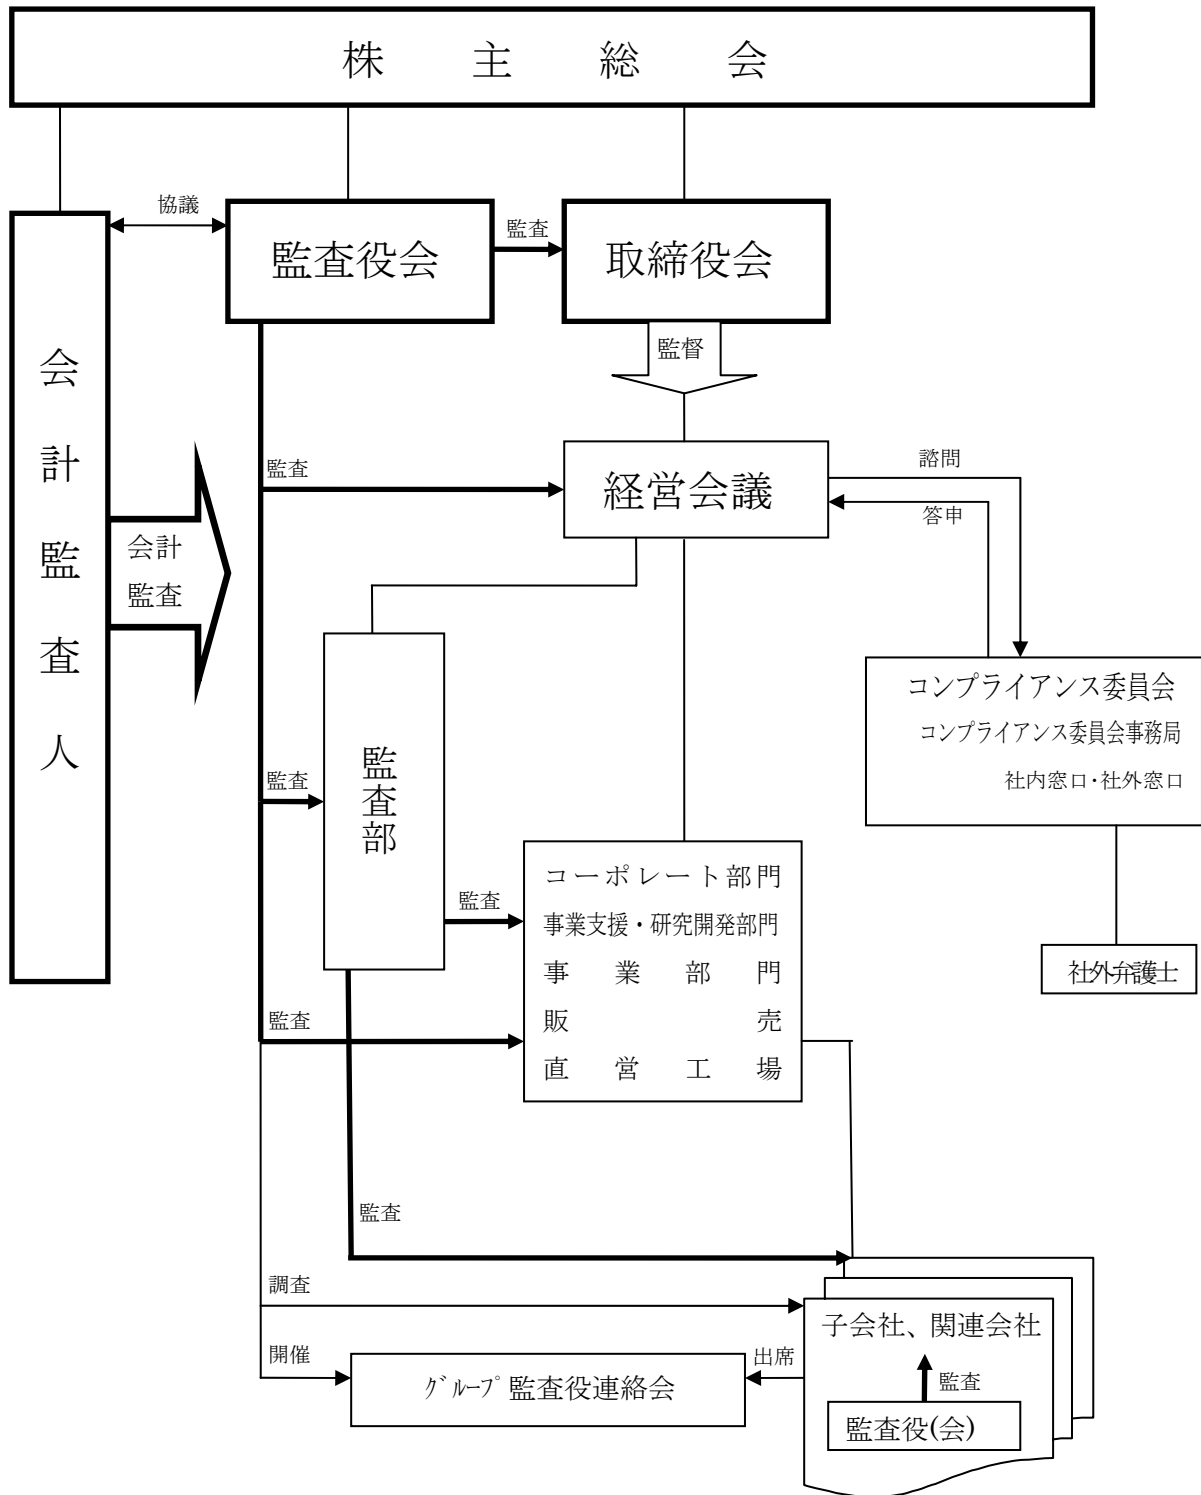 株主総会
協議
監査
監査役会
取締役会
監督
会計監査人
会計
監査
監査
経営会議
諮問
答申
コンプライアンス委員会
コンプライアンス委員会事務局
社内窓口・社外窓口
監査
監査部
監査
コーポレート部門
事業支援・研究開発部門
事業部門
販売
直営工場
社外弁護士
監査
監査
調査
子会社、関連会社
開催
グループ監査役連絡会
出席
監査
監査役(会)